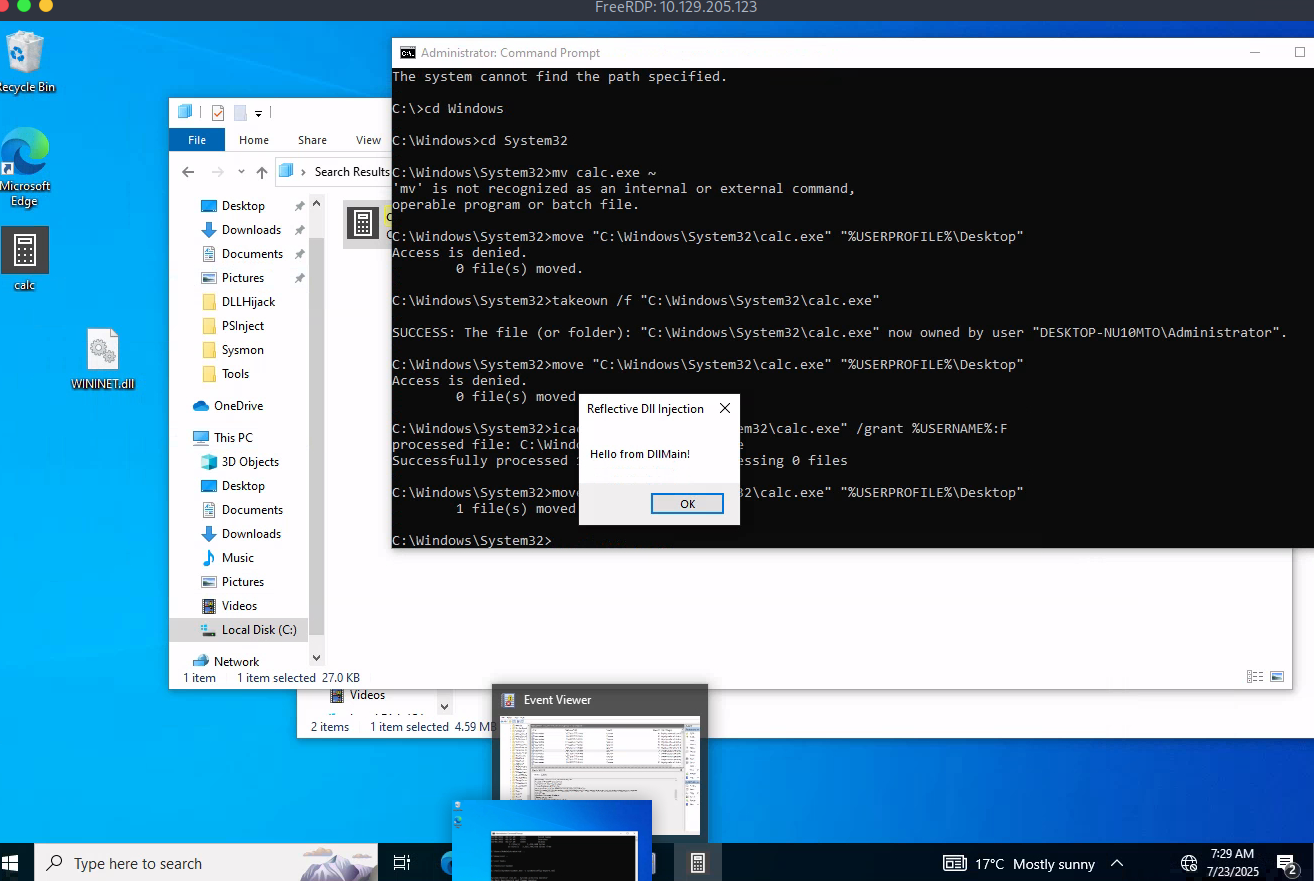 FreeRDP: 10.129.205.123
Recycle Bin
Microsoft
Edge
calc
WININET.dll
File
Home
Share
View
Search Results
Desktop
Downloads
Documents
Pictures
DLLHijack
PSInject
Sysmon
Tools
OneDrive
This PC
3D Objects
Desktop
Documents
Downloads
Music
Pictures
Videos
Local Disk (C:)
Network
1 item
1 item selected 27.0 KB
Videos
2 items
1 item selected 4.59 MB
Administrator: Command Prompt
The system cannot find the path specified.
C:\>cd Windows
C:\Windows>cd System32
C:\Windows\System32>mv calc.exe ~
'mv' is not recognized as an internal or external command,
operable program or batch file.
C:\Windows\System32>move "C:\Windows\System32\calc.exe" "%USERPROFILE%\Desktop"
Access is denied.
0 file(s) moved.
C:\Windows\System32>takeown /f "C:\Windows\System32\calc.exe"
SUCCESS: The file (or folder): "C:\Windows\System32\calc.exe" now owned by user "DESKTOP-NU10MTO\Administrator".
C:\Windows\System32>move "C:\Windows\System32\calc.exe" "%USERPROFILE%\Desktop"
Access is denied.
0 file(s) moved
C:\Windows\System32>ica m32\calc.exe" /grant %USERNAME%:F
processed file: C:\Wind e
Successfully processed ssing 0 files
C:\Windows\System32>mov 32\calc.exe" "%USERPROFILE%\Desktop"
1 file(s) moved
C:\Windows\System32>
Reflective Dll Injection
Hello from DllMain!
OK
Event Viewer
Type here to search
17°C Mostly sunny
7:29 AM
7/23/2025
2